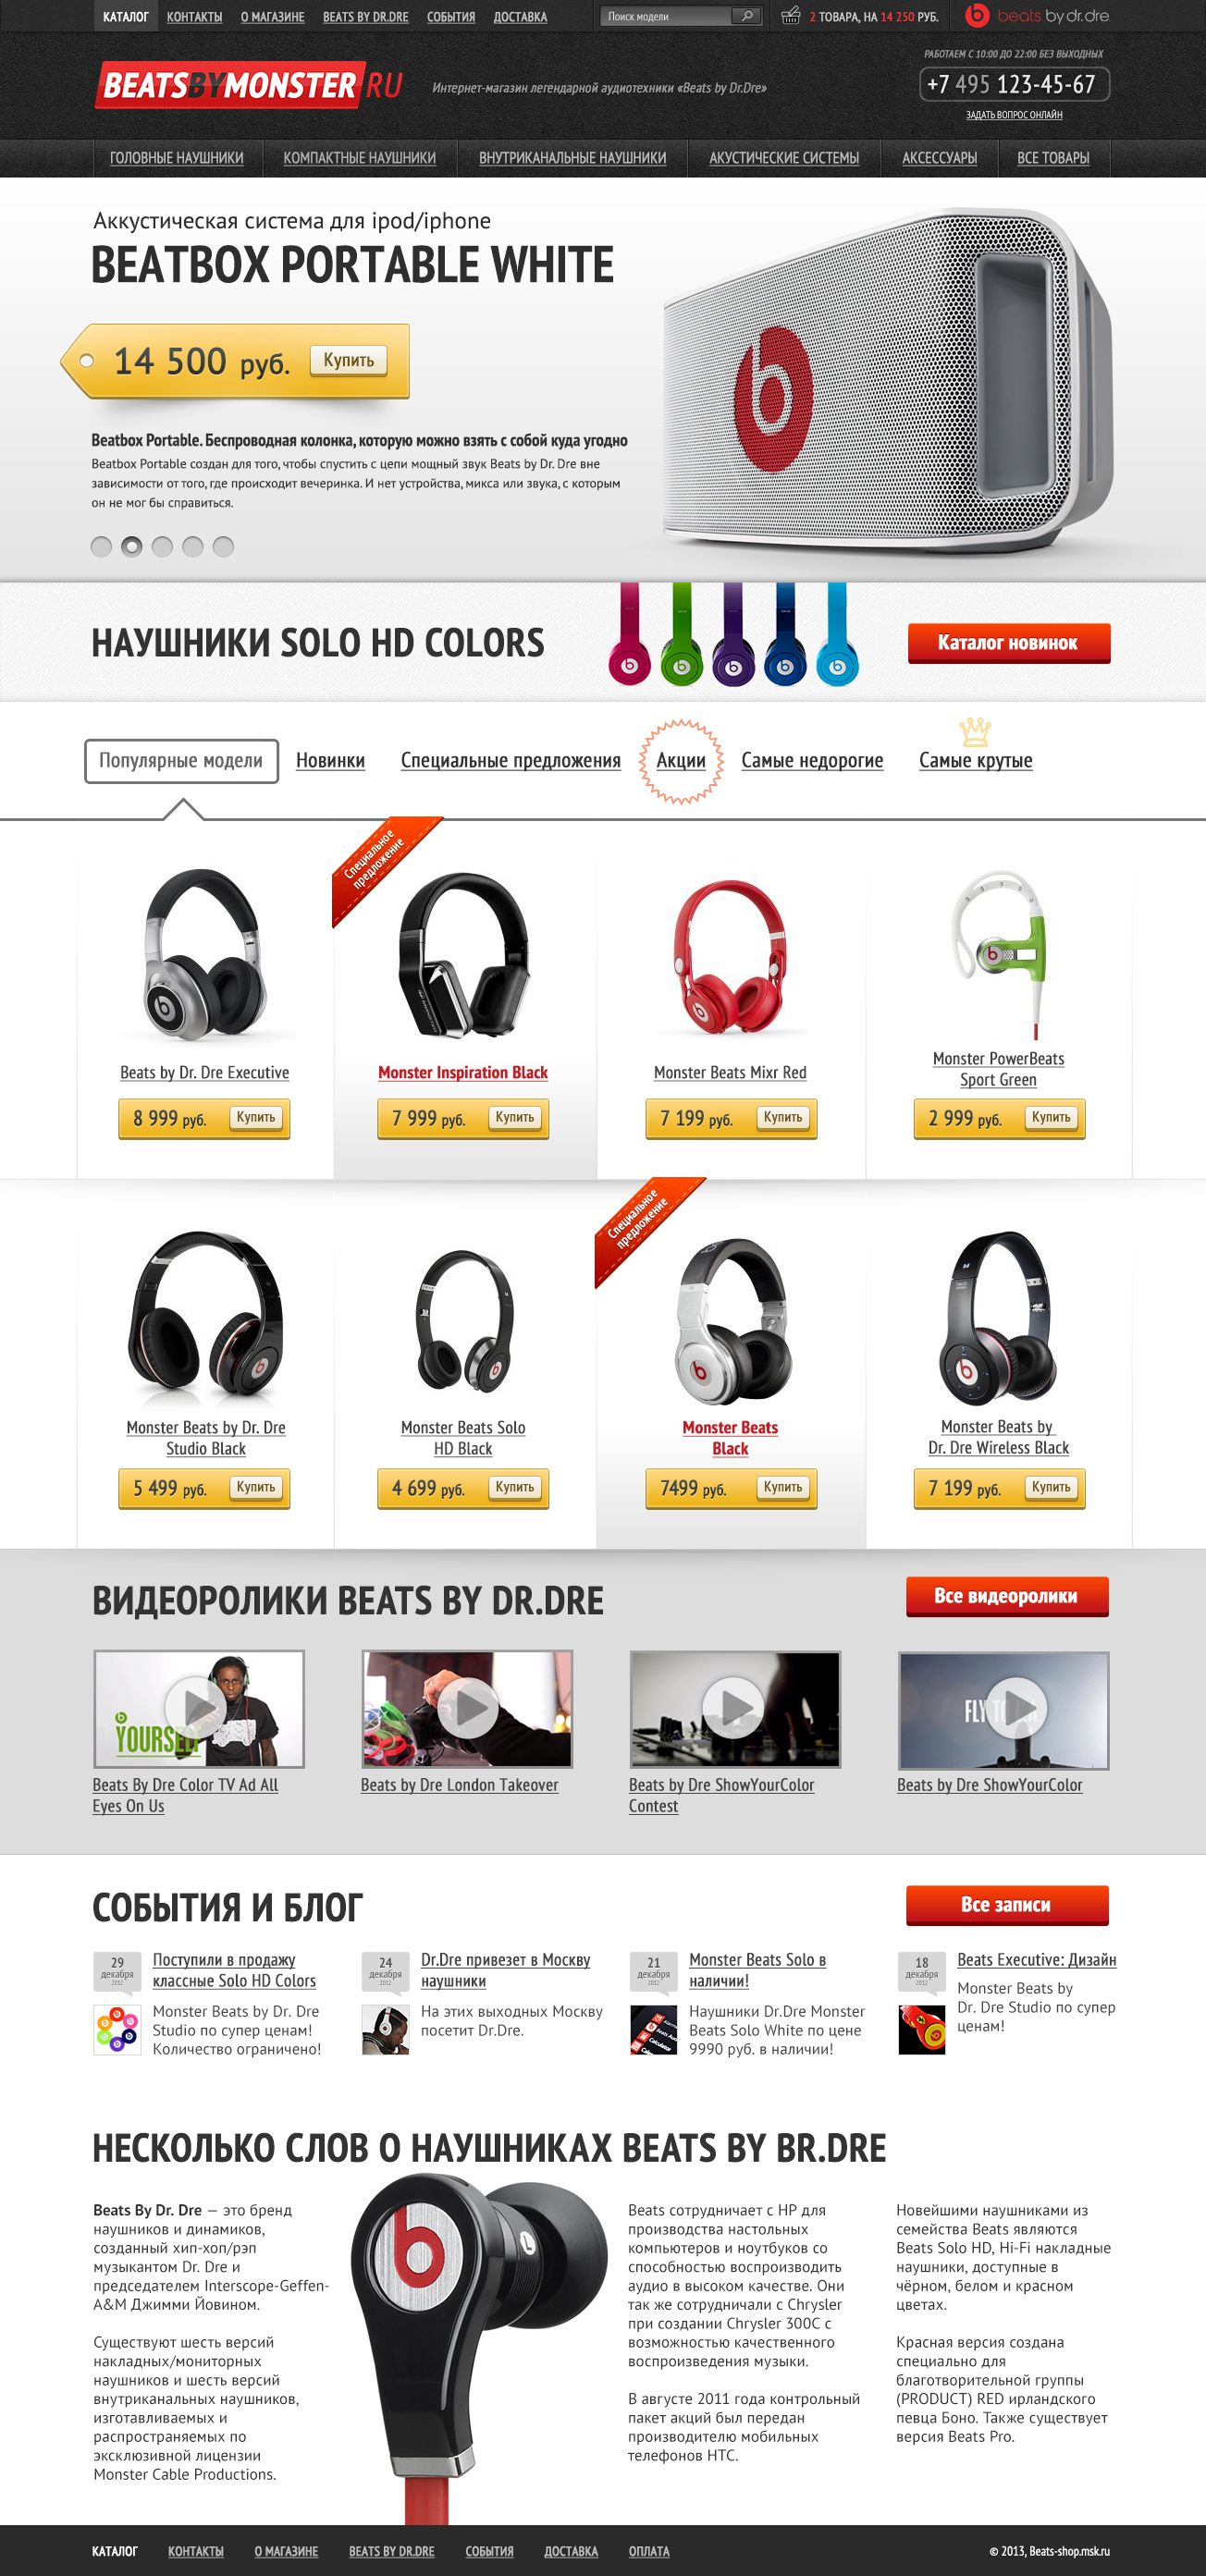 КАТАЛОГ КОНТАКТЫ О МАГАЗИНЕ BEATS BY DR.DRE СОБЫТИЯ ДОСТАВКА
Поиск модели
2 ТОВАРА, НА 14 250 РУБ.
beats by dr. dre
BEATSBYMONSTER.RU
Интернет-магазин легендарной аудиотехники «Beats by Dr.Dre»
РАБОТАЕМ С 10:00 ДО 22:00 БЕЗ ВЫХОДНЫХ
+7 495 123-45-67
ЗАДАТЬ ВОПРОС ОНЛАЙН
ГОЛОВНЫЕ НАУШНИКИ КОМПАКТНЫЕ НАУШНИКИ ВНУТРИКАНАЛЬНЫЕ НАУШНИКИ АКУСТИЧЕСКИЕ СИСТЕМЫ АКСЕССУАРЫ ВСЕ ТОВАРЫ
Аккустическая система для ipod/iphone
BEATBOX PORTABLE WHITE
14 500 руб. Купить
Beatbox Portable. Беспроводная колонка, которую можно взять с собой куда угодно
Beatbox Portable создан для того, чтобы спустить с цепи мощный звук Beats by Dr. Dre вне
зависимости от того, где происходит вечеринка. И нет устройства, микса или звука, с которым
он не мог бы справиться.
НАУШНИКИ SOLO HD COLORS
Каталог новинок
Популярные модели Новинки Специальные предложения Акции Самые недорогие Самые крутые
Специальное
предложение
Beats by Dr. Dre Executive
8 999 руб. Купить
Monster Inspiration Black
7 999 руб. Купить
Monster Beats Mixr Red
7 199 руб. Купить
Monster PowerBeats
Sport Green
2 999 руб. Купить
Специальное
предложение
Monster Beats by Dr. Dre
Studio Black
5 499 руб. Купить
Monster Beats Solo
HD Black
4 699 руб. Купить
Monster Beats
Black
7499 руб. Купить
Monster Beats by
Dr. Dre Wireless Black
7 199 руб. Купить
ВИДЕОРОЛИКИ BEATS BY DR.DRE
Все видеоролики
YOURSELF
Beats By Dre Color TV Ad All
Eyes On Us
Beats by Dre London Takeover
Beats by Dre ShowYourColor
Contest
FLY TO
Beats by Dre ShowYourColor
СОБЫТИЯ И БЛОГ
Все записи
29
декабря
2012
Поступили в продажу
классные Solo HD Colors
Monster Beats by Dr. Dre
Studio по супер ценам!
Количество ограничено!
24
декабря
2012
Dr.Dre привезет в Москву
наушники
На этих выходных Москву
посетит Dr.Dre.
21
декабря
2012
Monster Beats Solo в
наличии!
Наушники Dr.Dre Monster
Beats Solo White по цене
9990 руб. в наличии!
18
декабря
2012
Beats Executive: Дизайн
Monster Beats by
Dr. Dre Studio по супер
ценам!
НЕСКОЛЬКО СЛОВ О НАУШНИКАХ BEATS BY BR.DRE
Beats By Dr. Dre — это бренд
наушников и динамиков,
созданный хип-хоп/рэп
музыкантом Dr. Dre и
председателем Interscope-Geffen-
A&M Джимми Йовином.
Существуют шесть версий
накладных/мониторных
наушников и шесть версий
внутриканальных наушников,
изготавливаемых и
распространяемых по
эксклюзивной лицензии
Monster Cable Productions.
Beats сотрудничает с HP для
производства настольных
компьютеров и ноутбуков со
способностью воспроизводить
аудио в высоком качестве. Они
так же сотрудничали с Chrysler
при создании Chrysler 300C с
возможностью качественного
воспроизведения музыки.
В августе 2011 года контрольный
пакет акций был передан
производителю мобильных
телефонов HTC.
Новейшими наушниками из
семейства Beats являются
Beats Solo HD, Hi-Fi накладные
наушники, доступные в
чёрном, белом и красном
цветах.
Красная версия создана
специально для
благотворительной группы
(PRODUCT) RED ирландского
певца Боно. Также существует
версия Beats Pro.
КАТАЛОГ КОНТАКТЫ О МАГАЗИНЕ BEATS BY DR.DRE СОБЫТИЯ ДОСТАВКА ОПЛАТА
© 2013, Beats-shop.msk.ru